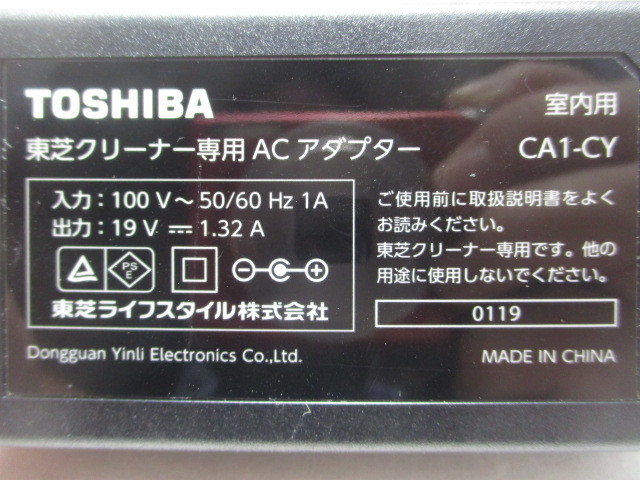 TOSHIBA 室内用
東芝クリーナー専用 AC アダプター CA1-CY
入力：100 V～50/60 Hz 1A
出力：19 V ⎓ 1.32 A
PS
E
東芝ライフスタイル株式会社
ご使用前に取扱説明書をよく
お読みください。
東芝クリーナー専用です。他の
用途に使用しないでください。
0119
Dongguan Yinli Electronics Co.,Ltd. MADE IN CHINA